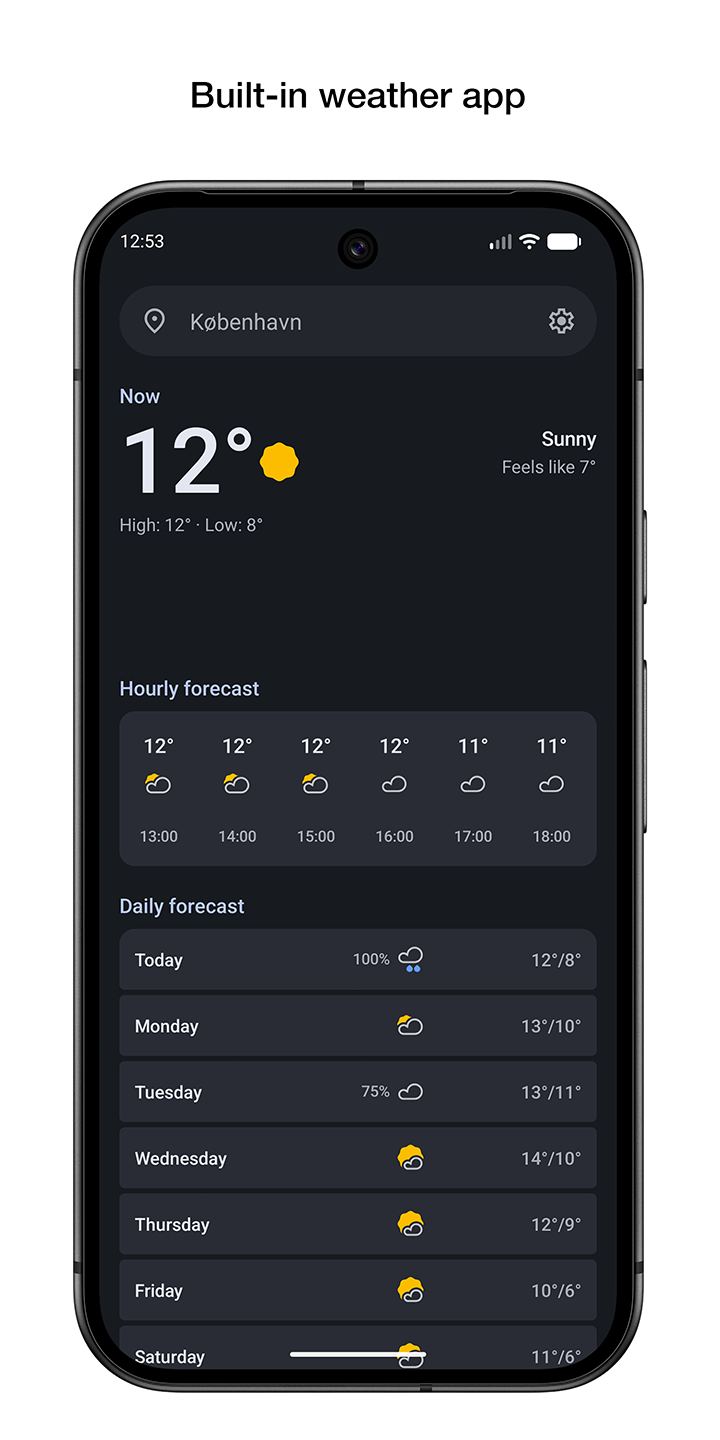 Built-in weather app
12:53
København
Now
12°
Sunny
Feels like 7°
High: 12° · Low: 8°
Hourly forecast
12° 12° 12° 12° 11° 11°
13:00 14:00 15:00 16:00 17:00 18:00
Daily forecast
Today 100% 12°/8°
Monday 13°/10°
Tuesday 75% 13°/11°
Wednesday 14°/10°
Thursday 12°/9°
Friday 10°/6°
Saturday 11°/6°